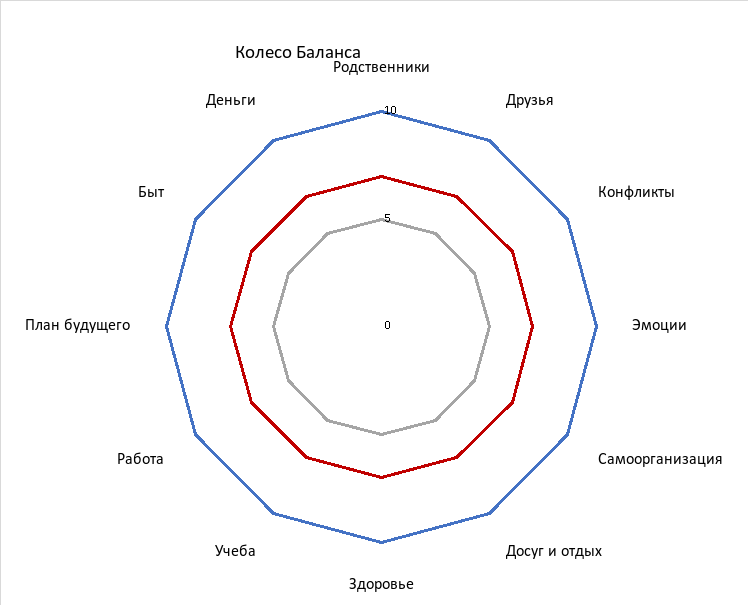 Колесо Баланса
Родственники
Деньги
Друзья
10
Быт
Конфликты
5
План будущего
0
Эмоции
Работа
Самоорганизация
Учеба
Досуг и отдых
Здоровье